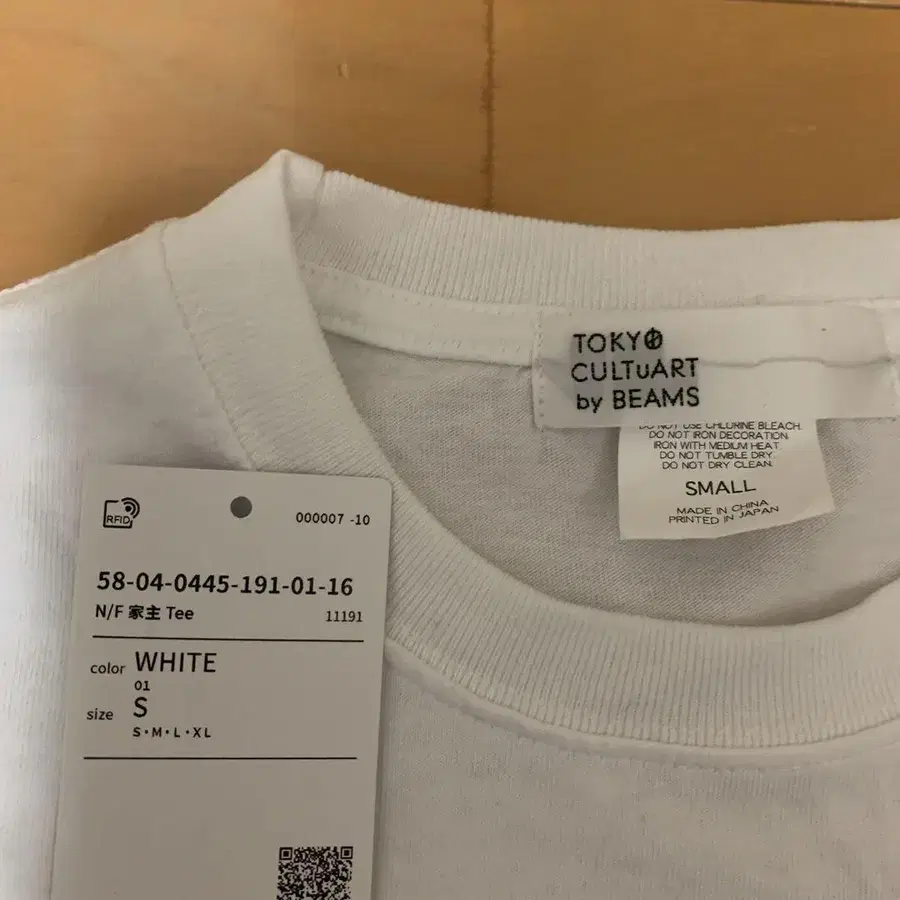 TOKYO
CULTuART
by BEAMS
DO NOT USE CHLORINE BLEACH.
DO NOT IRON DECORATION.
IRON WITH MEDIUM HEAT.
DO NOT TUMBLE DRY.
DO NOT DRY CLEAN.
SMALL
MADE IN CHINA
PRINTED IN JAPAN
RFID
000007 -10
58-04-0445-191-01-16
N/F 家主 Tee
11191
color WHITE
01
size S
S・M・L・XL